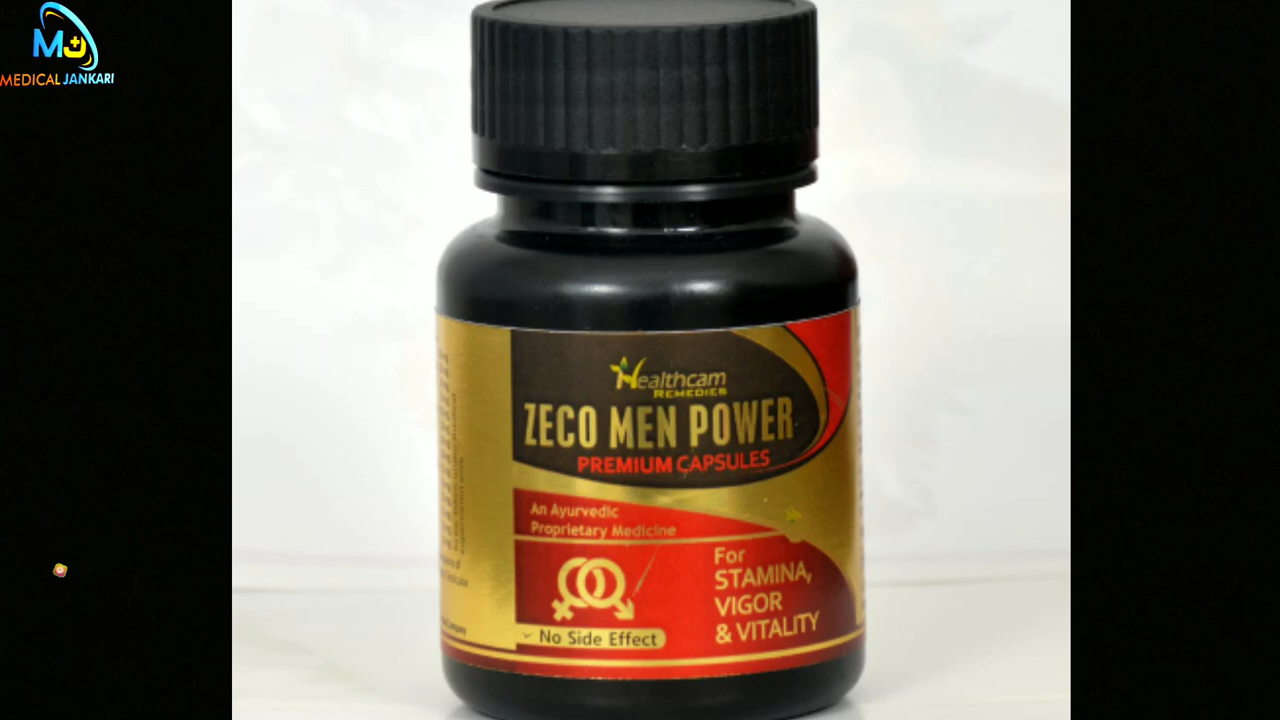 MEDICAL JANKARI
Healthcam
REMEDIES
ZECO MEN POWER
PREMIUM CAPSULES
An Ayurvedic
Proprietary Medicine
For
STAMINA,
VIGOR
& VITALITY
No Side Effect